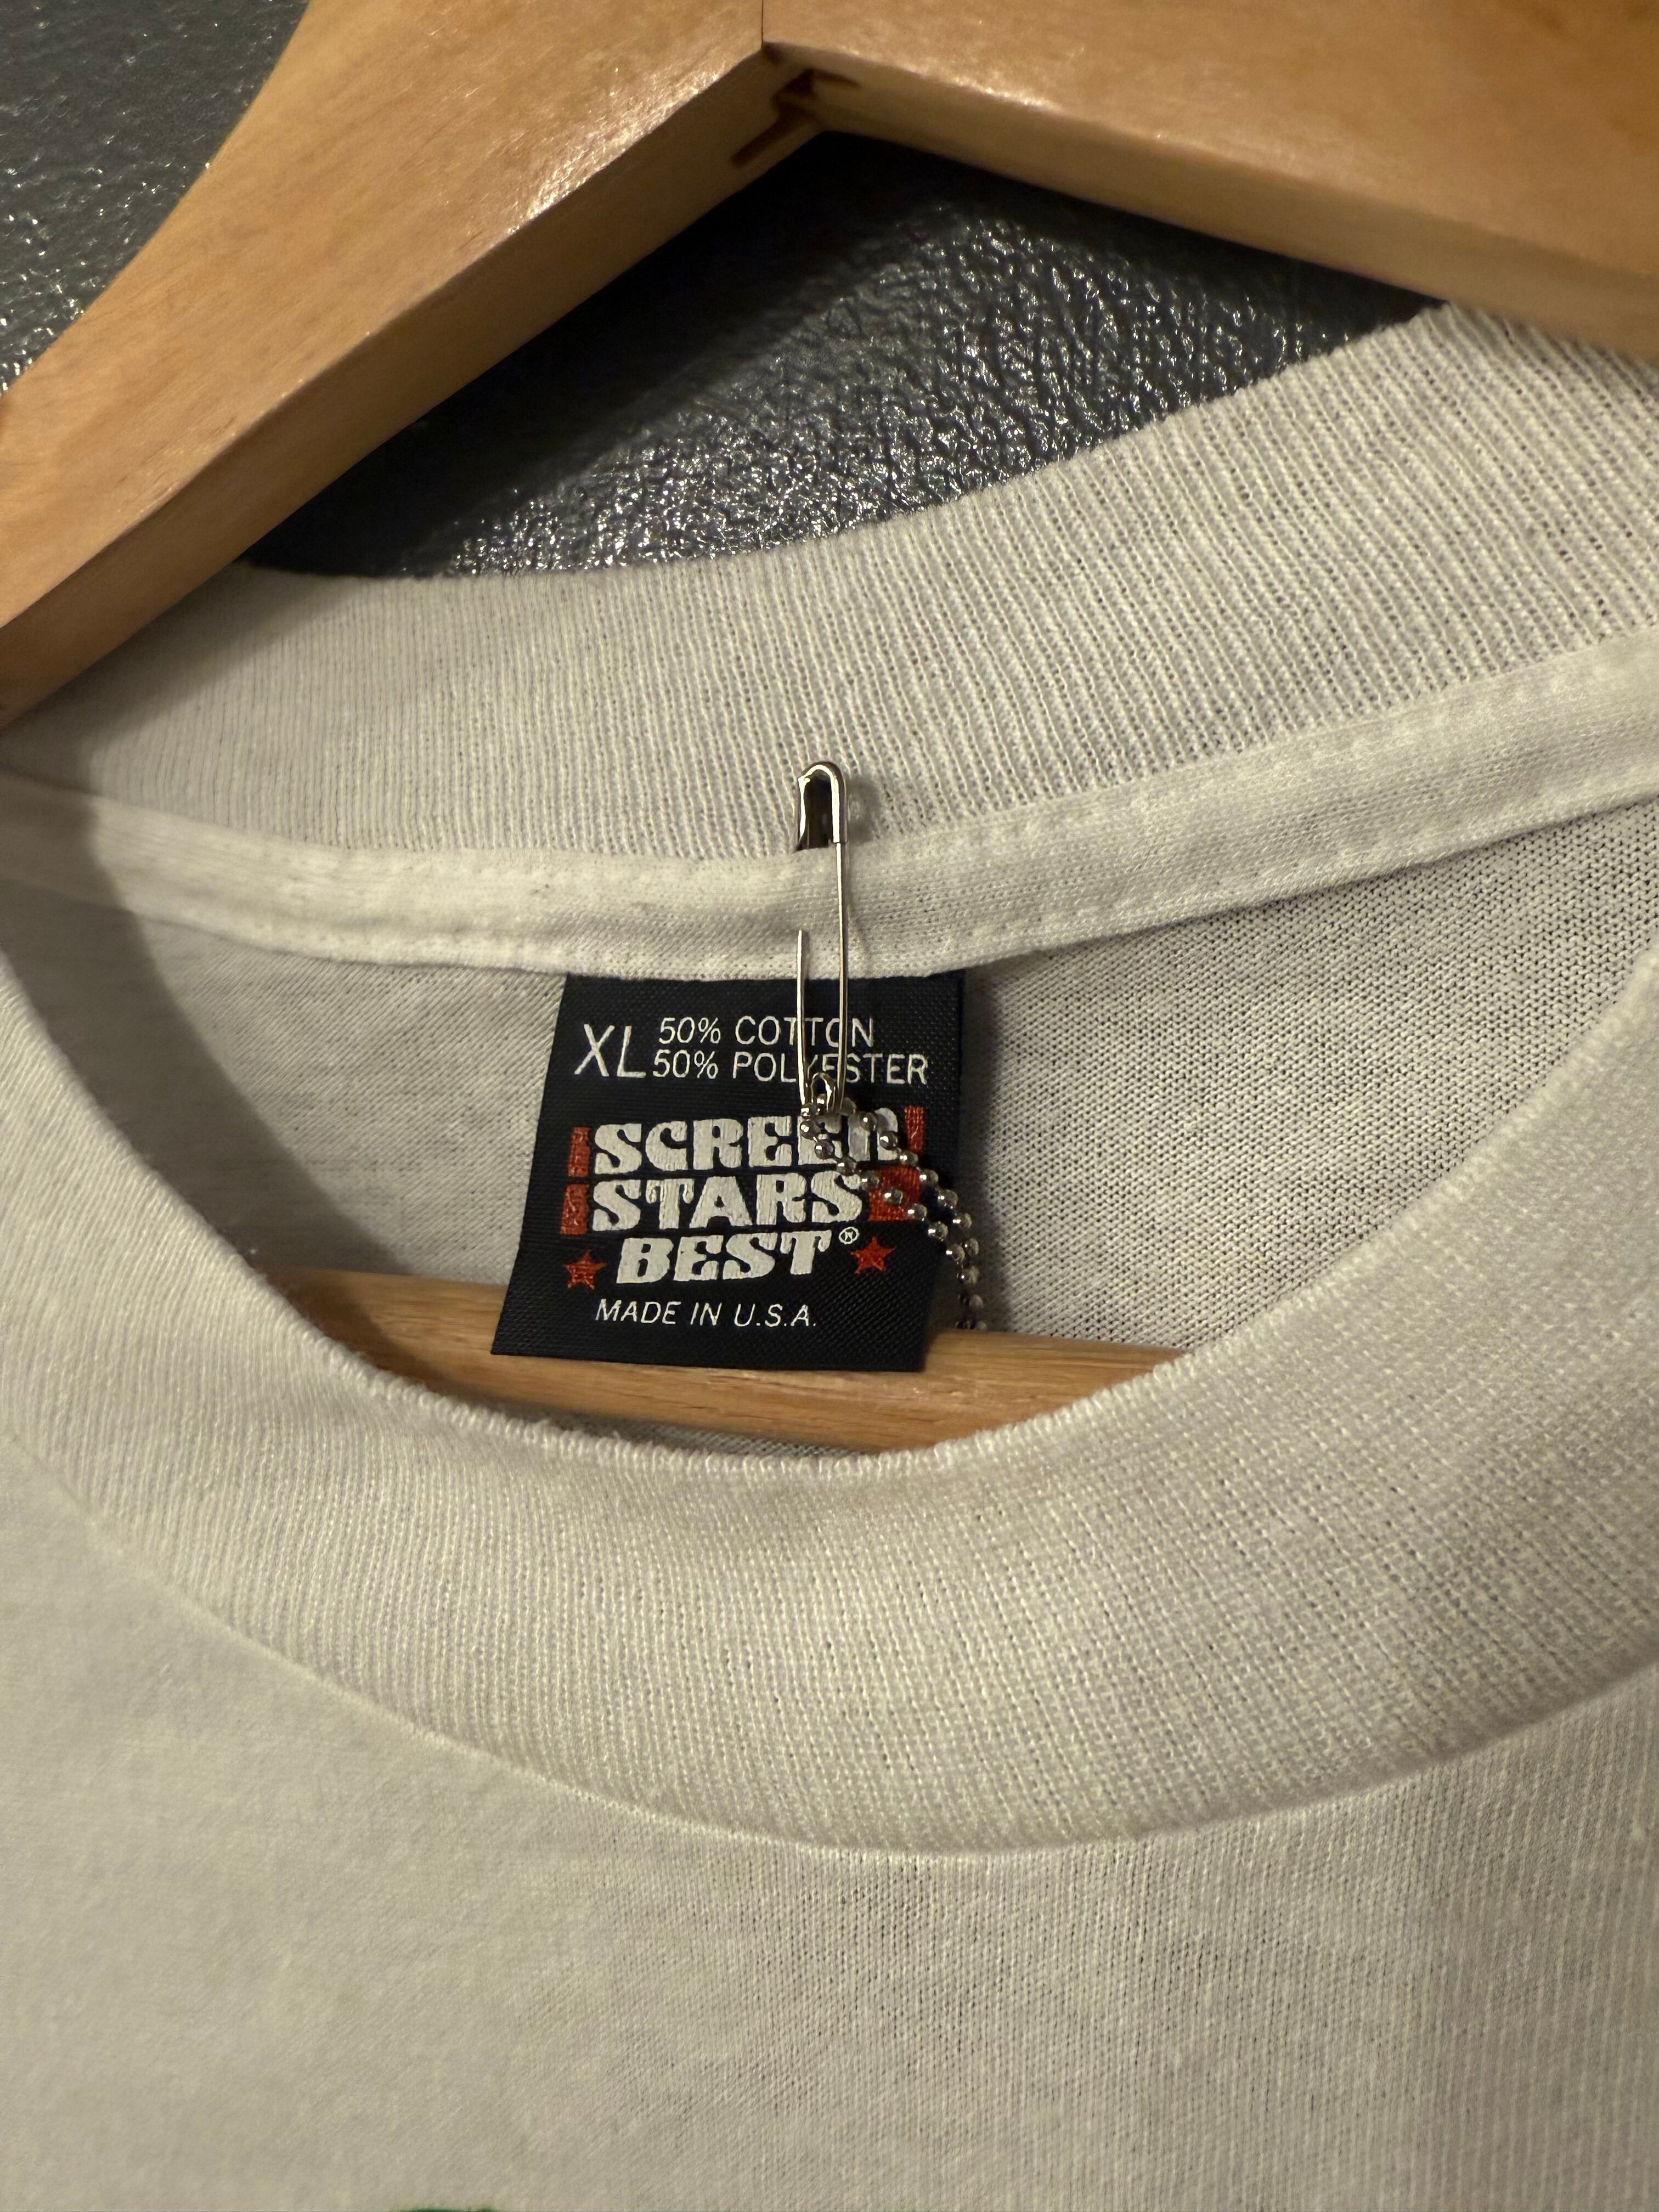 XL 50% COTTON
50% POLYESTER
SCREEN
STARS
BEST®
MADE IN U.S.A.